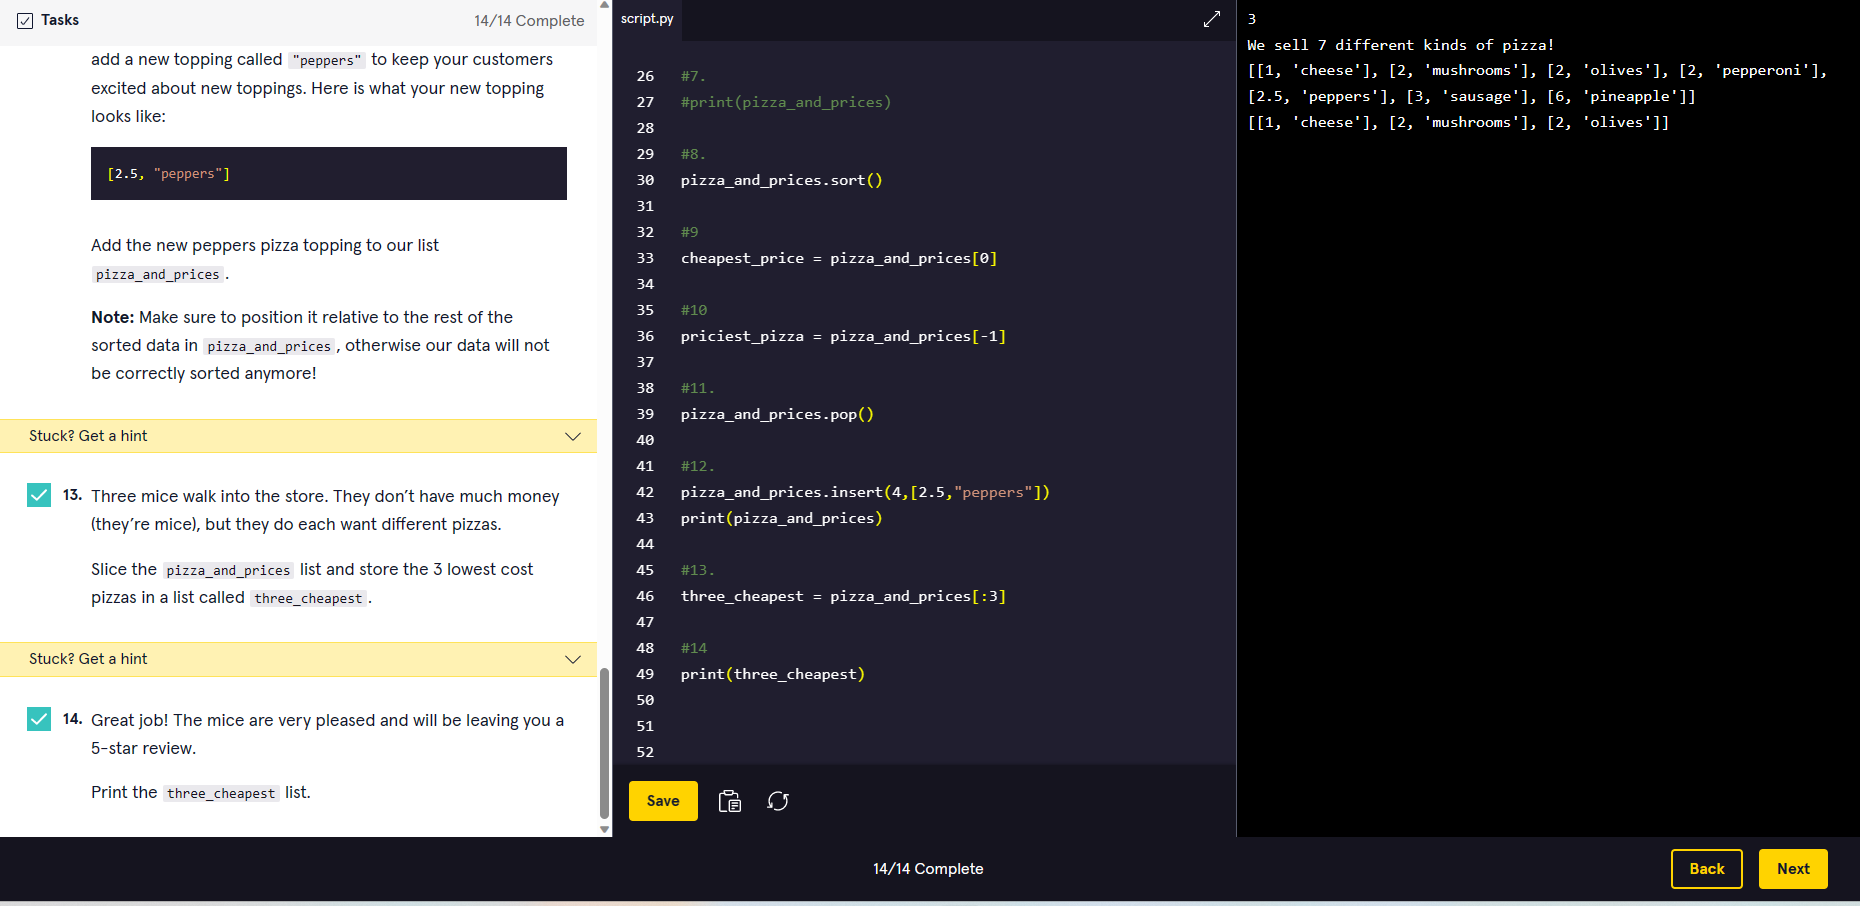 Tasks
14/14 Complete
add a new topping called "peppers" to keep your customers
excited about new toppings. Here is what your new topping
looks like:
[2.5, "peppers"]
Add the new peppers pizza topping to our list
pizza_and_prices .
Note: Make sure to position it relative to the rest of the
sorted data in pizza_and_prices , otherwise our data will not
be correctly sorted anymore!
Stuck? Get a hint
13. Three mice walk into the store. They don’t have much money
(they’re mice), but they do each want different pizzas.
Slice the pizza_and_prices list and store the 3 lowest cost
pizzas in a list called three_cheapest .
Stuck? Get a hint
14. Great job! The mice are very pleased and will be leaving you a
5-star review.
Print the three_cheapest list.
script.py
26 #7.
27 #print(pizza_and_prices)
28
29 #8.
30 pizza_and_prices.sort()
31
32 #9
33 cheapest_price = pizza_and_prices[0]
34
35 #10
36 priciest_pizza = pizza_and_prices[-1]
37
38 #11.
39 pizza_and_prices.pop()
40
41 #12.
42 pizza_and_prices.insert(4,[2.5,"peppers"])
43 print(pizza_and_prices)
44
45 #13.
46 three_cheapest = pizza_and_prices[:3]
47
48 #14
49 print(three_cheapest)
50
51
52
Save
3
We sell 7 different kinds of pizza!
[[1, 'cheese'], [2, 'mushrooms'], [2, 'olives'], [2, 'pepperoni'],
[2.5, 'peppers'], [3, 'sausage'], [6, 'pineapple']]
[[1, 'cheese'], [2, 'mushrooms'], [2, 'olives']]
14/14 Complete
Back
Next